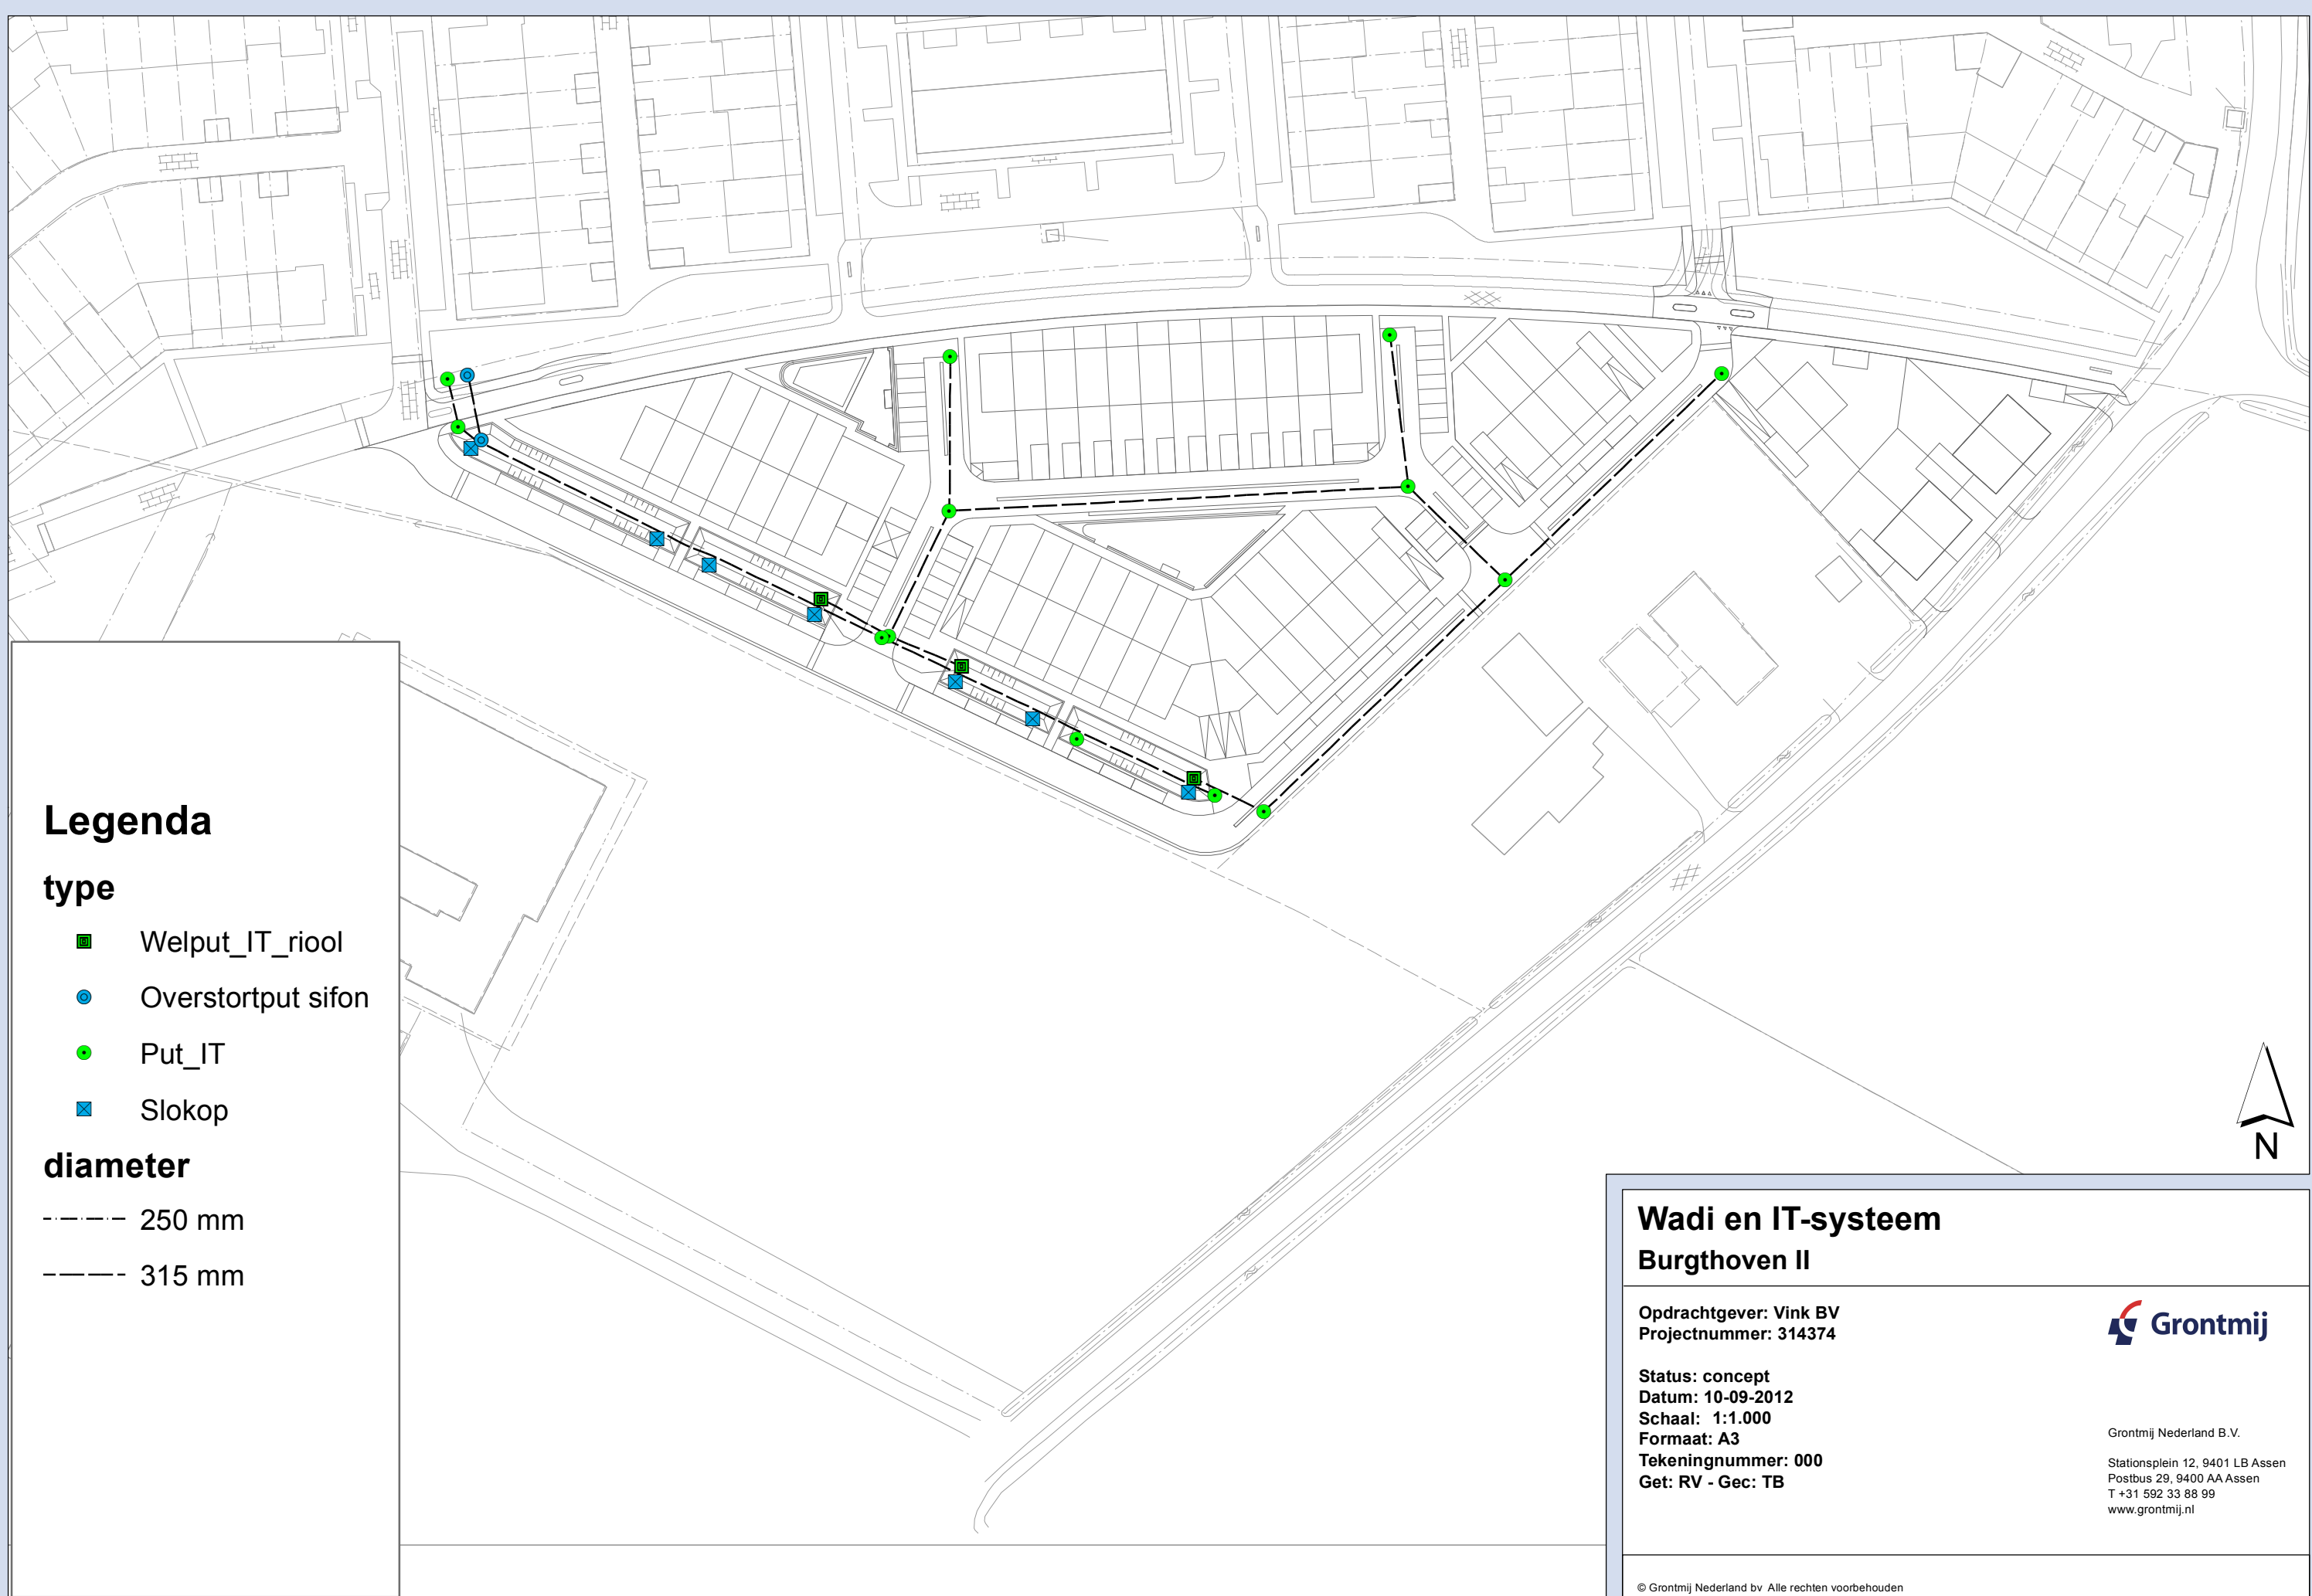 Legenda
type
Welput_IT_riool
Overstortput sifon
Put_IT
Slokop
diameter
250 mm
315 mm
N
Wadi en IT-systeem
Burgthoven II
Opdrachtgever: Vink BV
Projectnummer: 314374
Status: concept
Datum: 10-09-2012
Schaal: 1:1.000
Formaat: A3
Tekeningnummer: 000
Get: RV - Gec: TB
Grontmij
Grontmij Nederland B.V.
Stationsplein 12, 9401 LB Assen
Postbus 29, 9400 AA Assen
T +31 592 33 88 99
www.grontmij.nl
© Grontmij Nederland bv Alle rechten voorbehouden